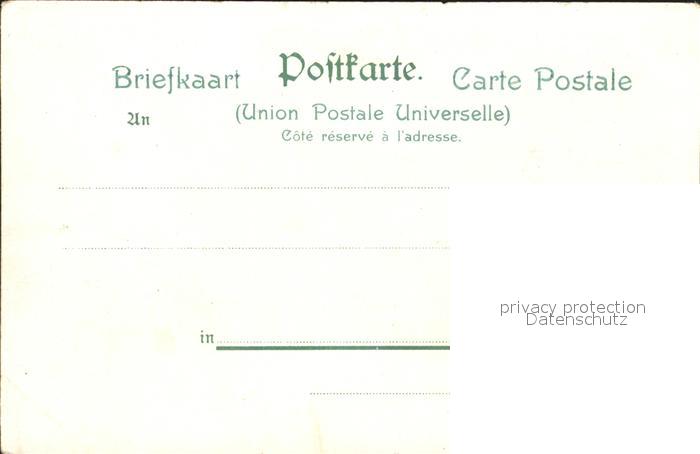 Briefkaart Poſtkarte. Carte Postale
An (Union Postale Universelle)
Côté réservé à l'adresse.
in
privacy protection
Datenschutz